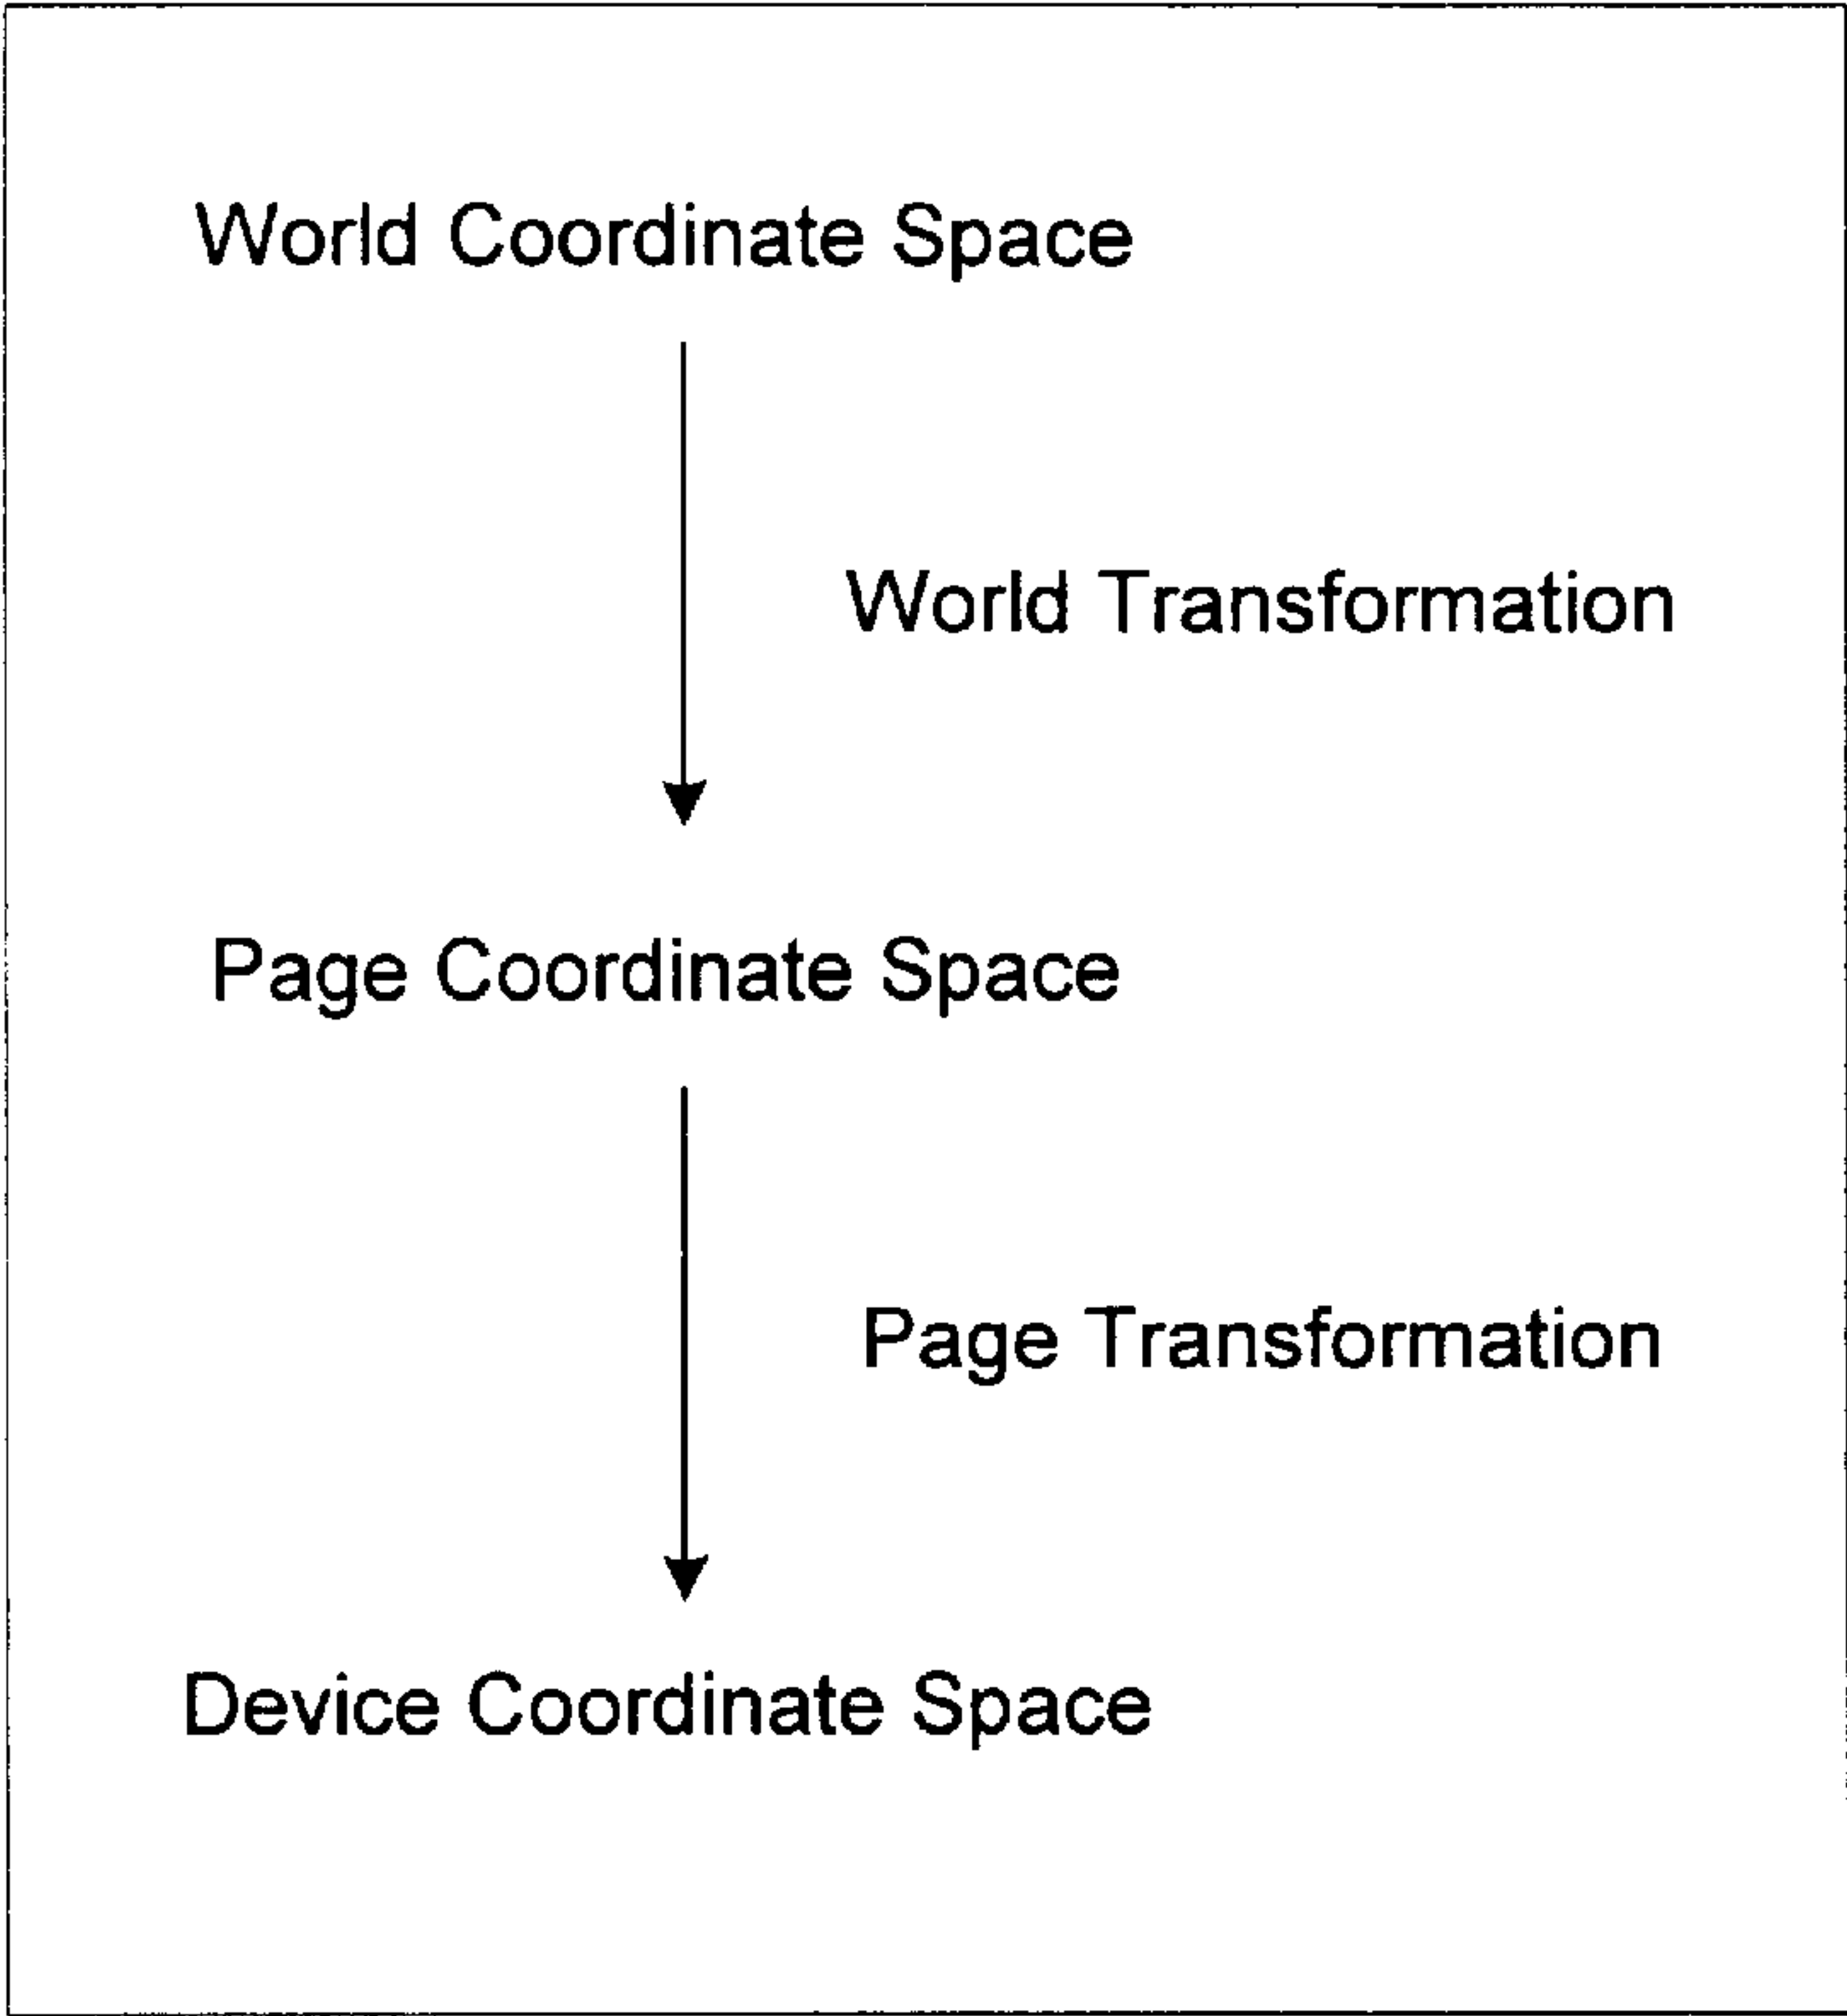 World Coordinate Space
World Transformation
Page Coordinate Space
Page Transformation
Device Coordinate Space